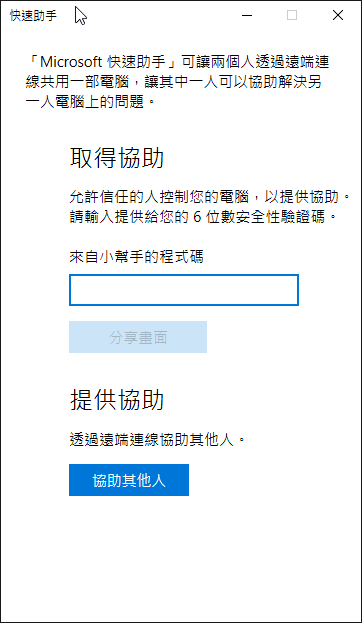 快速助手
「Microsoft 快速助手」可讓兩個人透過遠端連
線共用一部電腦，讓其中一人可以協助解決另
一人電腦上的問題。
取得協助
允許信任的人控制您的電腦，以提供協助。
請輸入提供給您的 6 位數安全性驗證碼。
來自小幫手的程式碼
分享畫面
提供協助
透過遠端連線協助其他人。
協助其他人